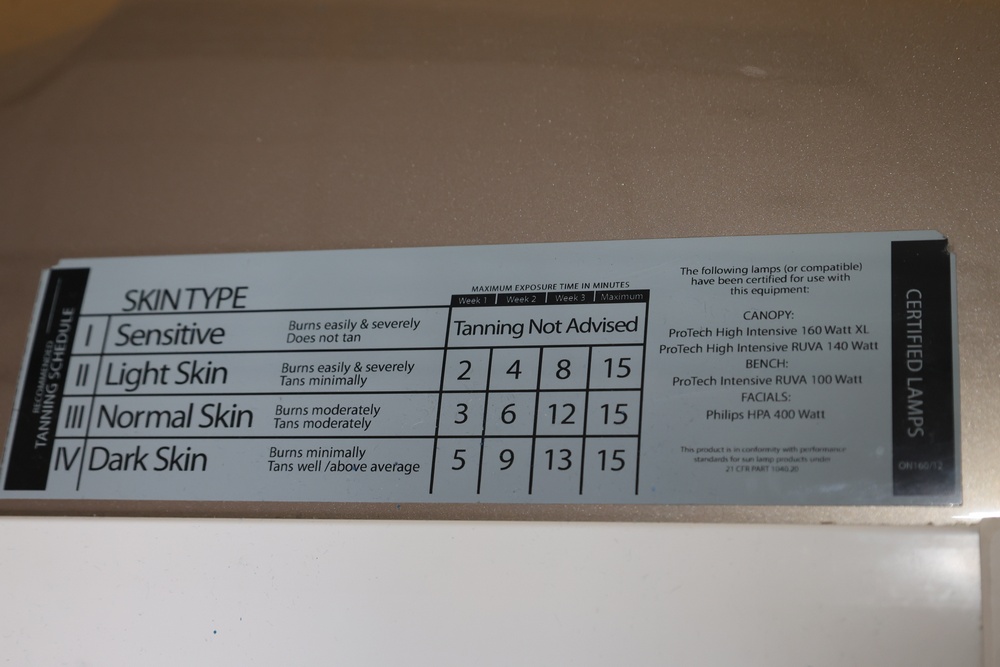 RECOMMENDED
TANNING SCHEDULE
SKIN TYPE
MAXIMUM EXPOSURE TIME IN MINUTES
Week 1 Week 2 Week 3 Maximum
I Sensitive Burns easily & severely
Does not tan
Tanning Not Advised
II Light Skin Burns easily & severely
Tans minimally
2 4 8 15
III Normal Skin Burns moderately
Tans moderately
3 6 12 15
IV Dark Skin Burns minimally
Tans well /above average
5 9 13 15
The following lamps (or compatible)
have been certified for use with
this equipment:
CANOPY:
ProTech High Intensive 160 Watt XL
ProTech High Intensive RUVA 140 Watt
BENCH:
ProTech Intensive RUVA 100 Watt
FACIALS:
Philips HPA 400 Watt
This product is in conformity with performance
standards for sun lamp products under
21 CFR PART 1040.20
CERTIFIED LAMPS
ON160/12